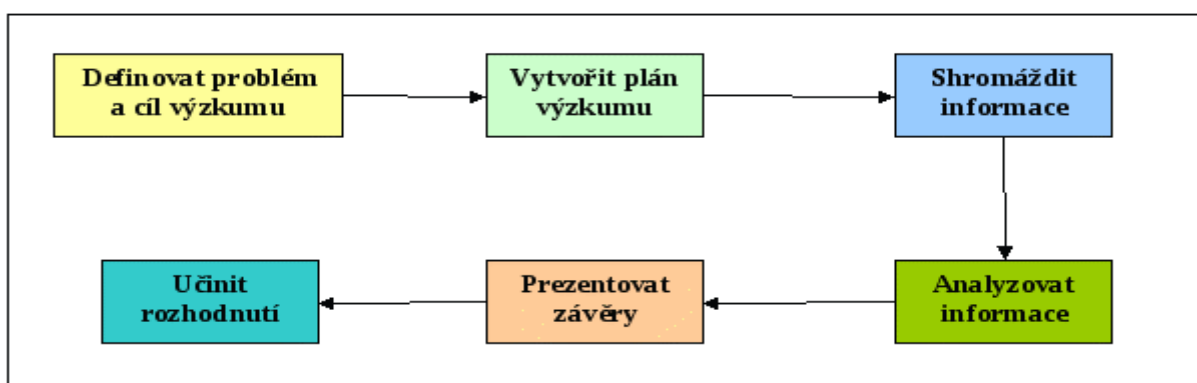 Definovat problém
a cíl výzkumu
Vytvořit plán
výzkumu
Shromáždit
informace
Analyzovat
informace
Prezentovat
závěry
Učinit
rozhodnutí